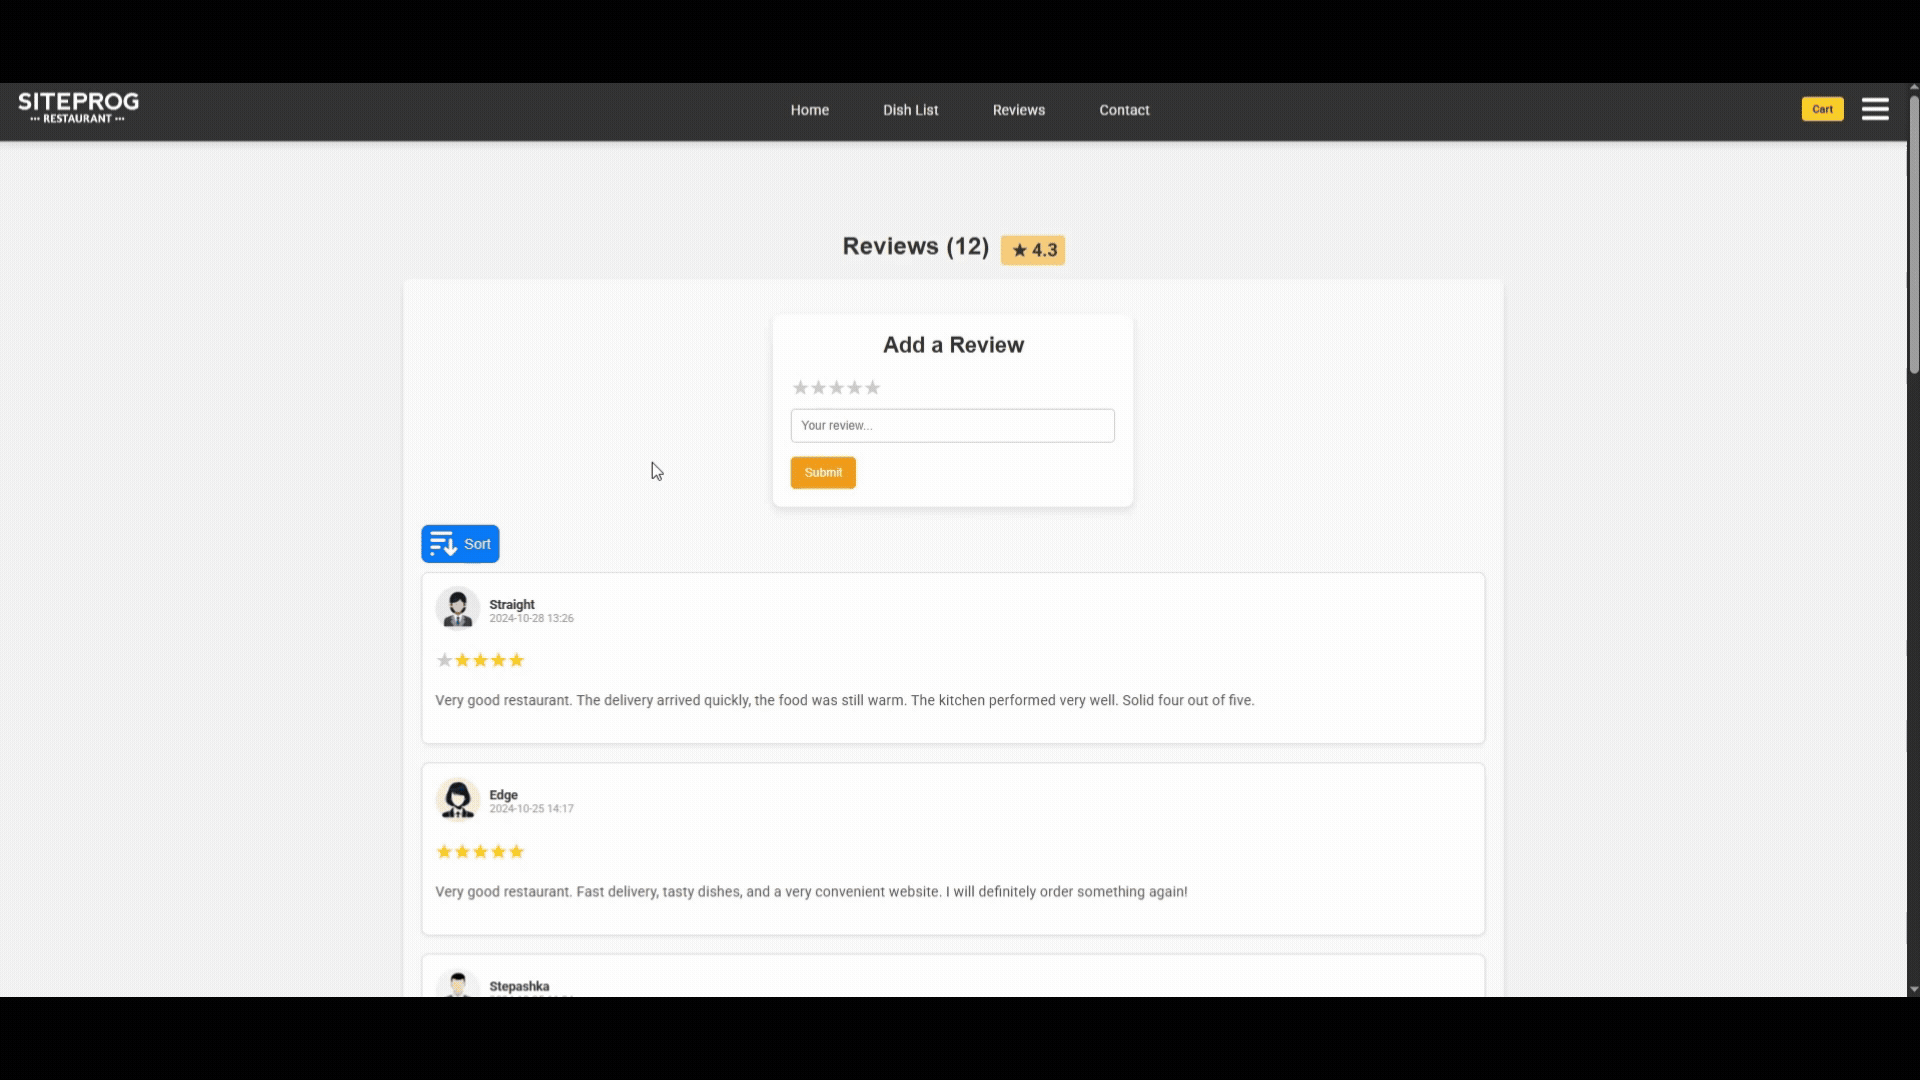 SITEPROG
··· RESTAURANT ···
Home
Dish List
Reviews
Contact
Cart
Reviews (12)
★ 4.3
Add a Review
Your review...
Submit
Sort
Straight
2024-10-28 13:26
Very good restaurant. The delivery arrived quickly, the food was still warm. The kitchen performed very well. Solid four out of five.
Edge
2024-10-25 14:17
Very good restaurant. Fast delivery, tasty dishes, and a very convenient website. I will definitely order something again!
Stepashka